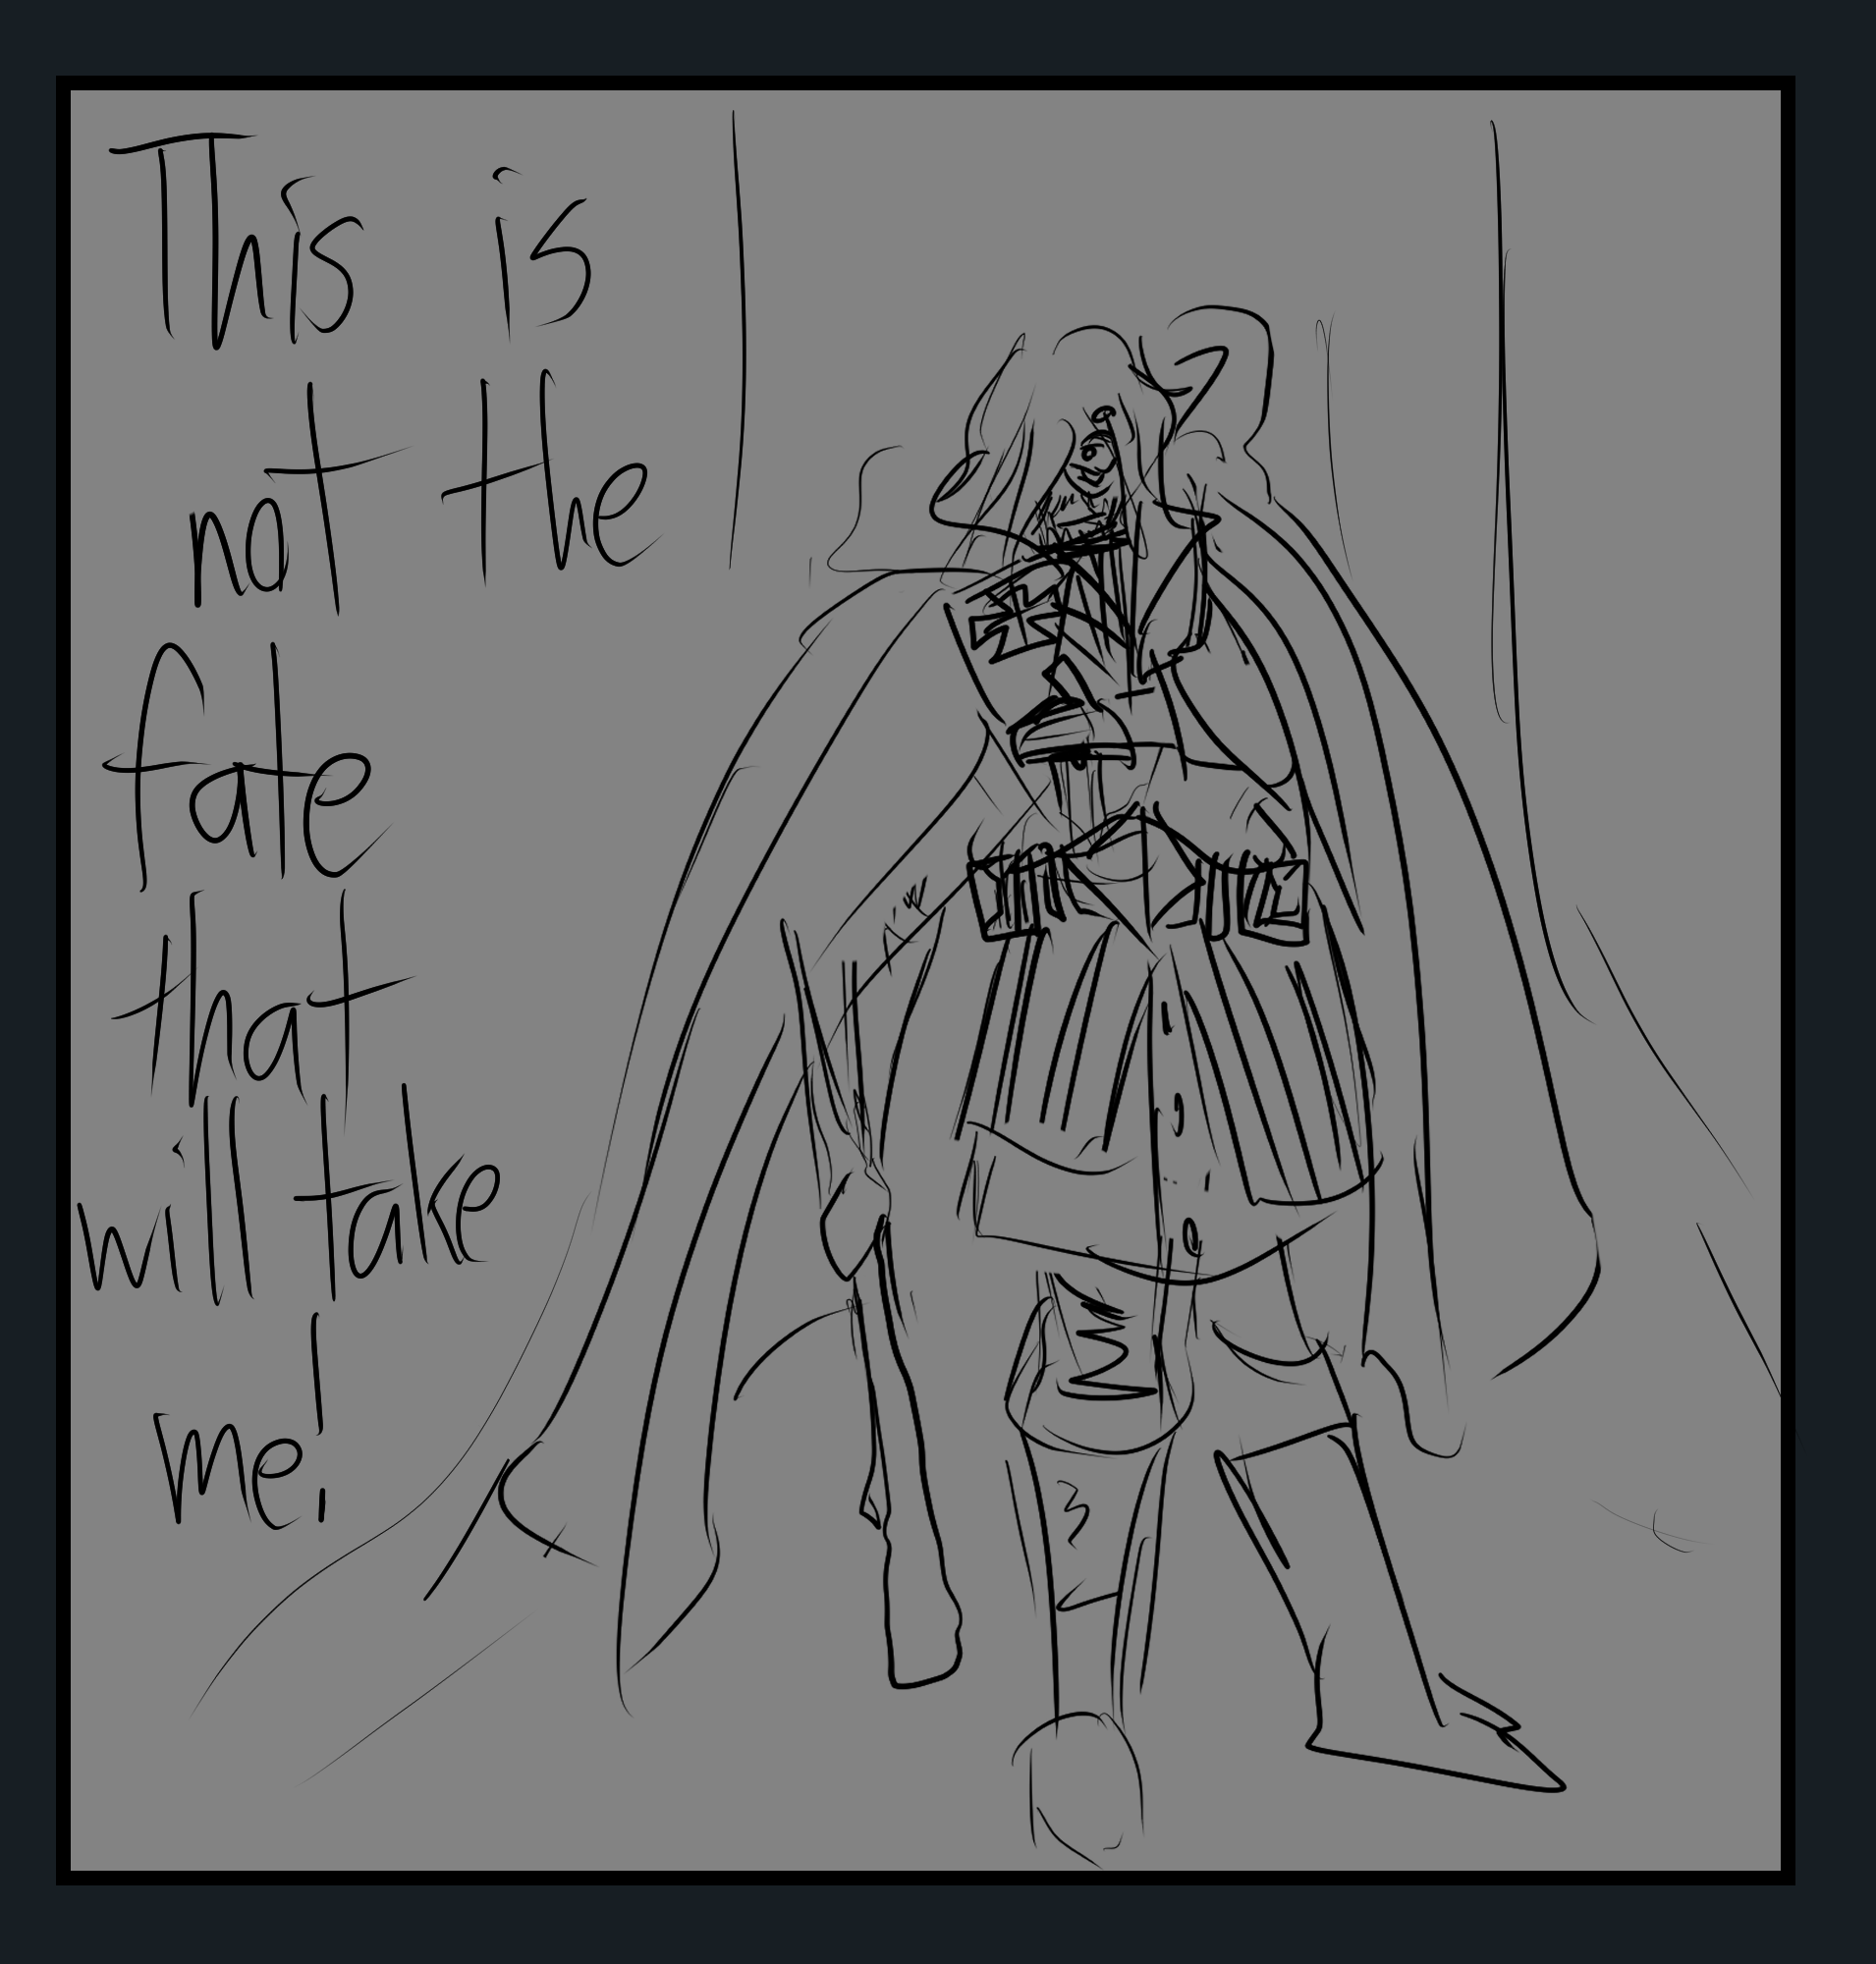 This is
not the
fate
that
will take
me!